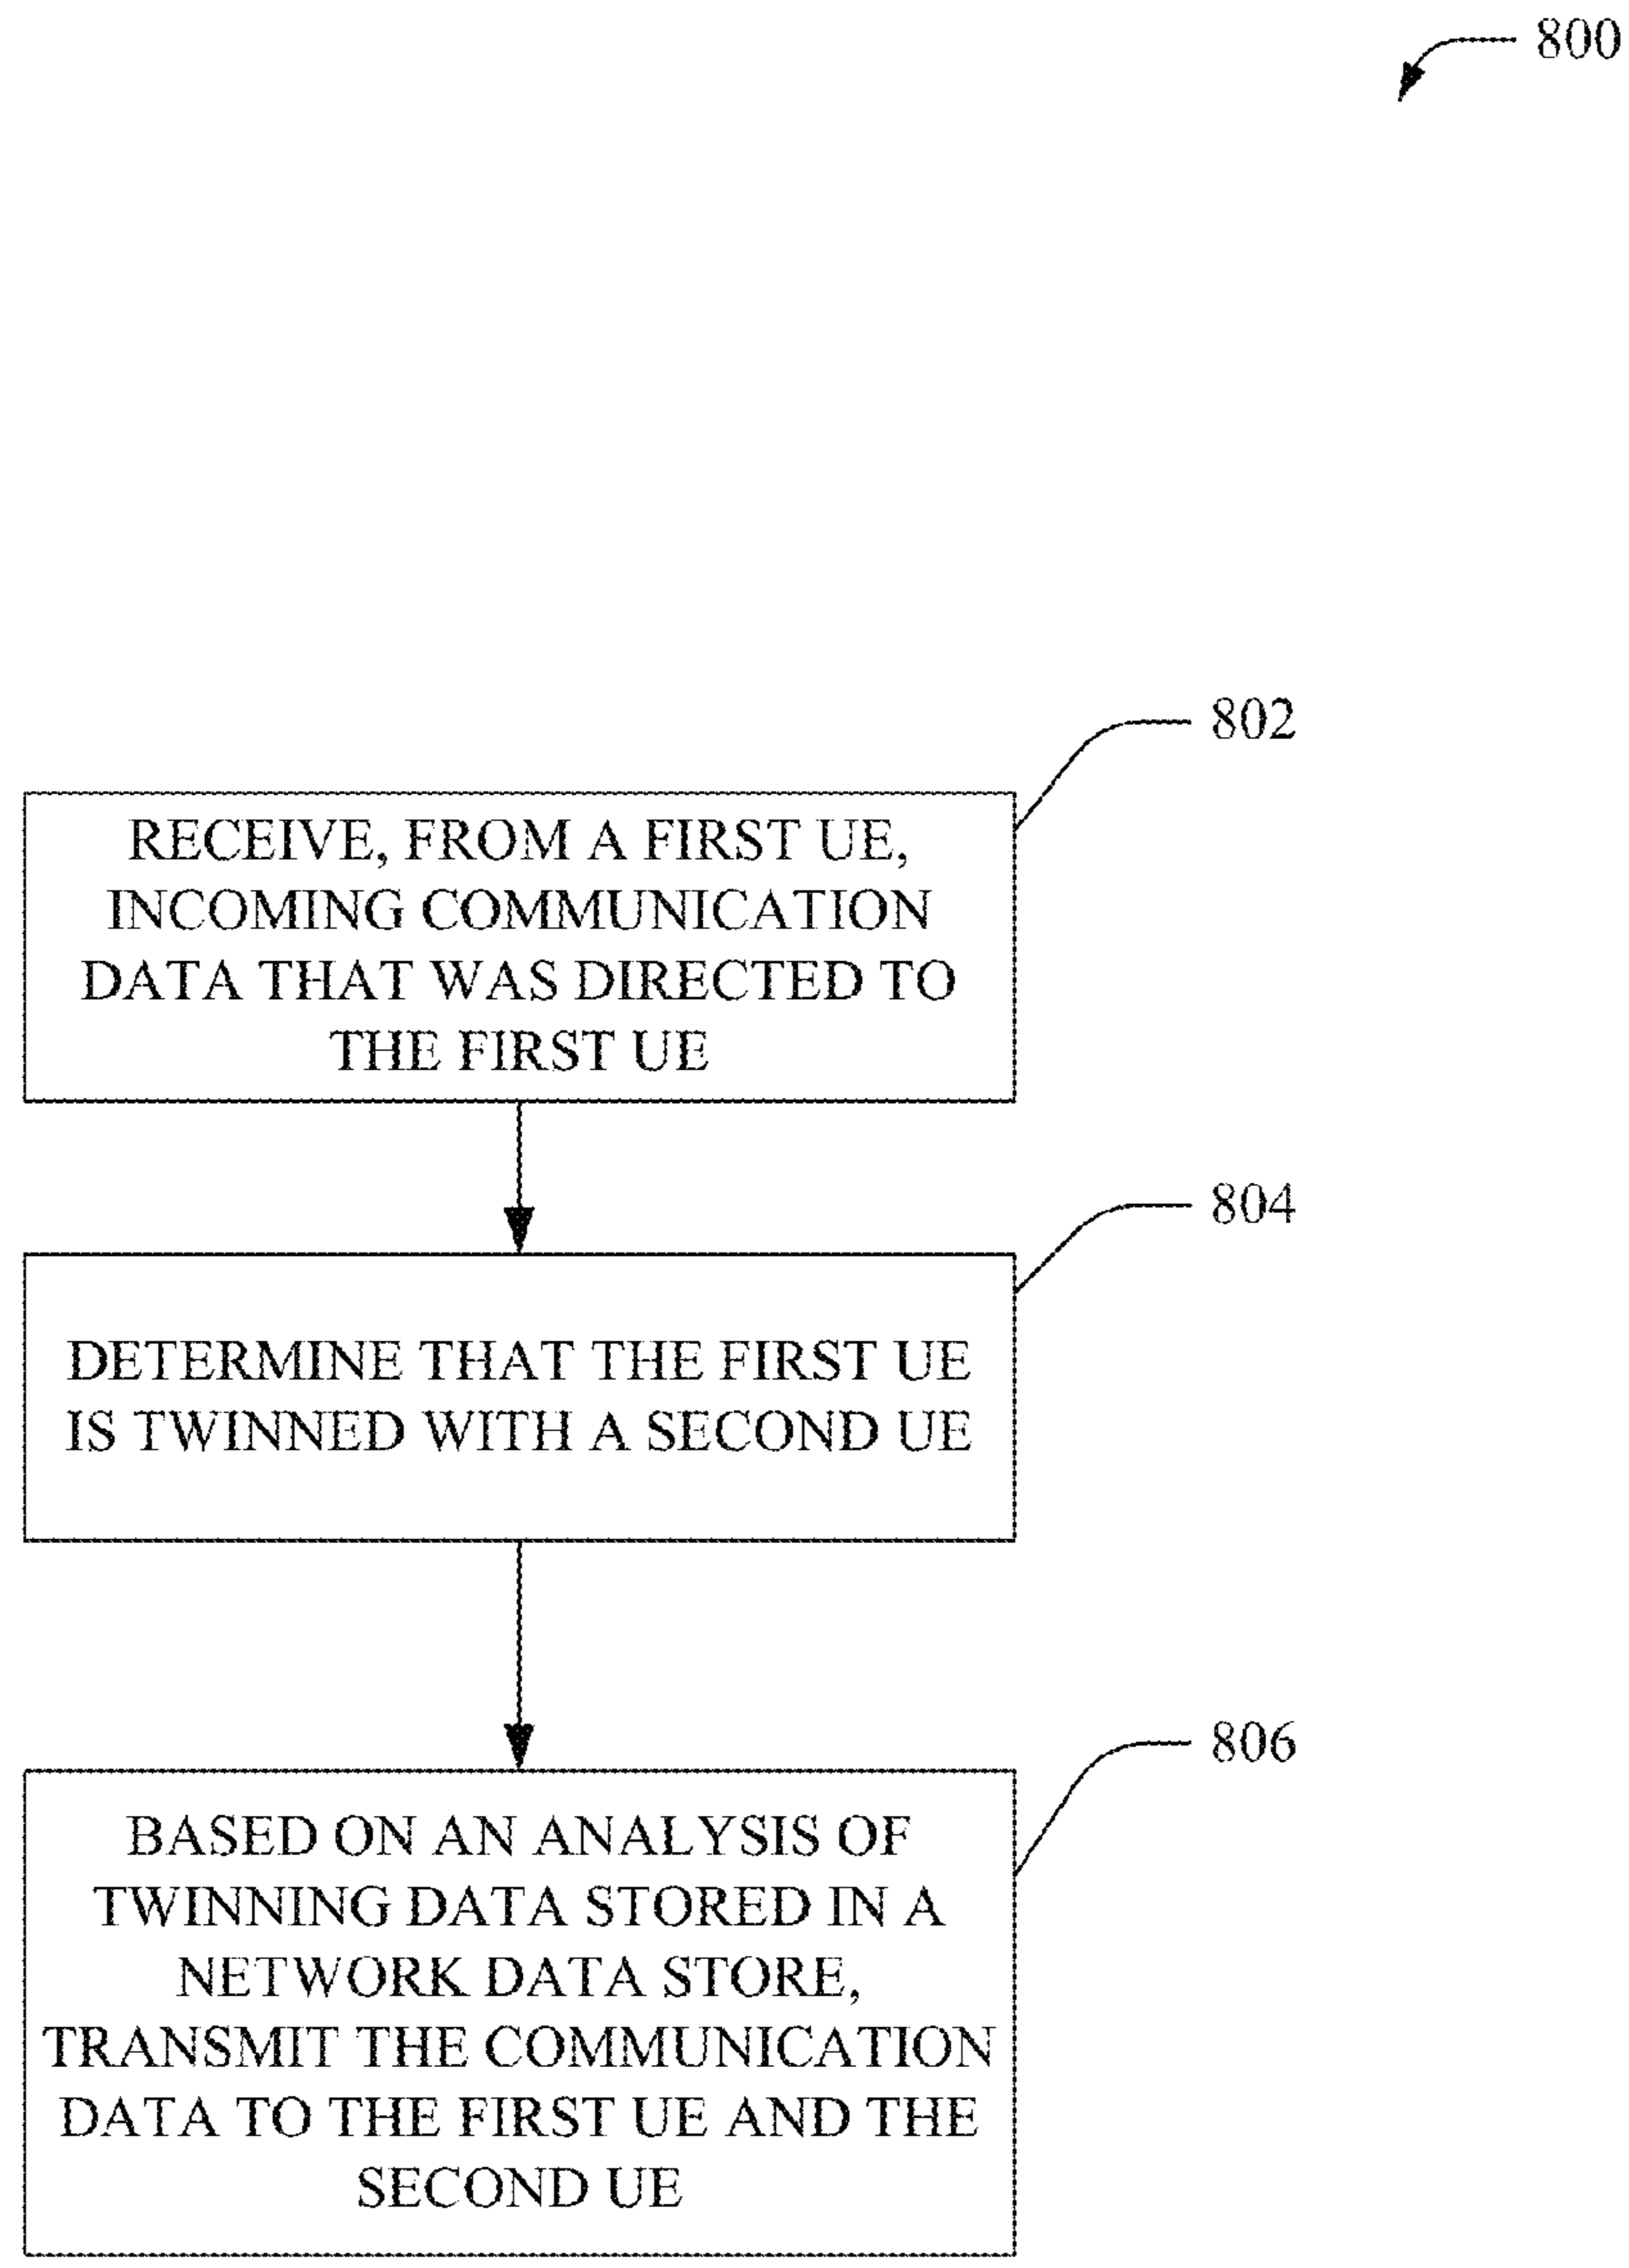 800
802
RECEIVE, FROM A FIRST UE,
INCOMING COMMUNICATION
DATA THAT WAS DIRECTED TO
THE FIRST UE
804
DETERMINE THAT THE FIRST UE
IS TWINNED WITH A SECOND UE
806
BASED ON AN ANALYSIS OF
TWINNING DATA STORED IN A
NETWORK DATA STORE,
TRANSMIT THE COMMUNICATION
DATA TO THE FIRST UE AND THE
SECOND UE